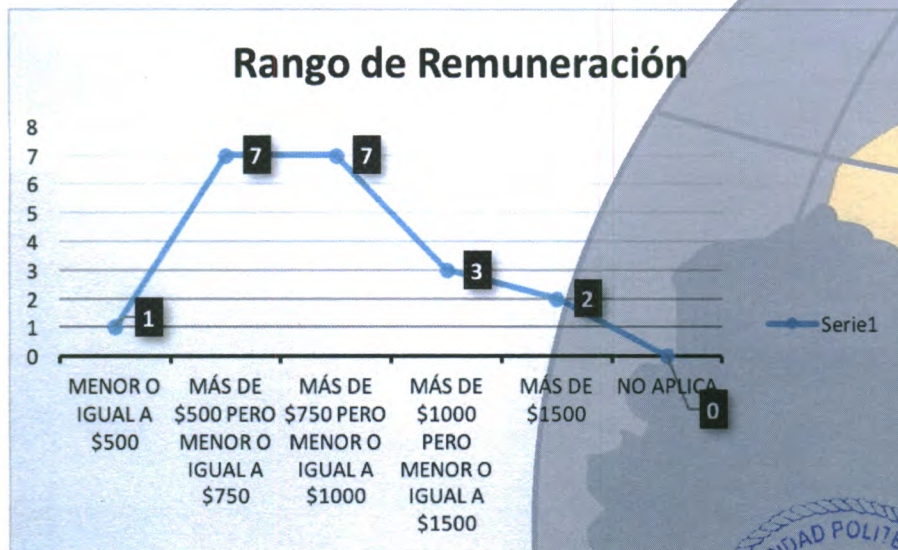 Rango de Remuneración
8
7
6
5
4
3
2
1
0
1
7
7
3
2
0
MENOR O
IGUAL A
$500
MÁS DE
$500 PERO
MENOR O
IGUAL A
$750
MÁS DE
$750 PERO
MENOR O
IGUAL A
$1000
MÁS DE
$1000
PERO
MENOR O
IGUAL A
$1500
MÁS DE
$1500
NO APLICA
Serie1